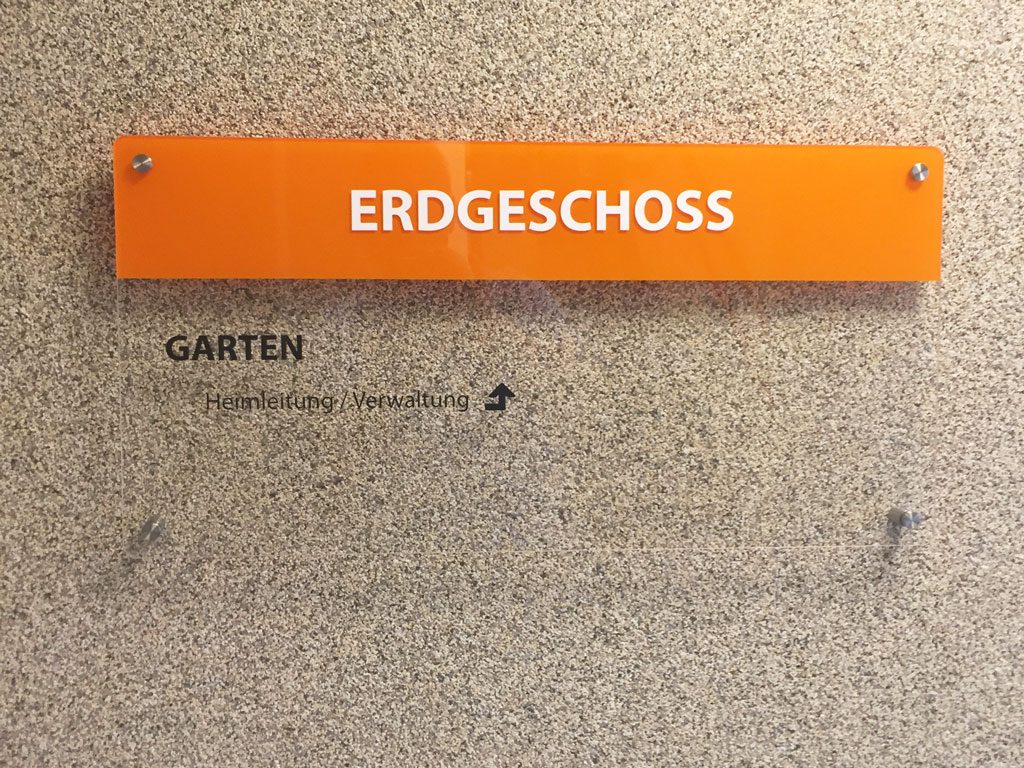 ERDGESCHOSS
GARTEN
Heimleitung / Verwaltung